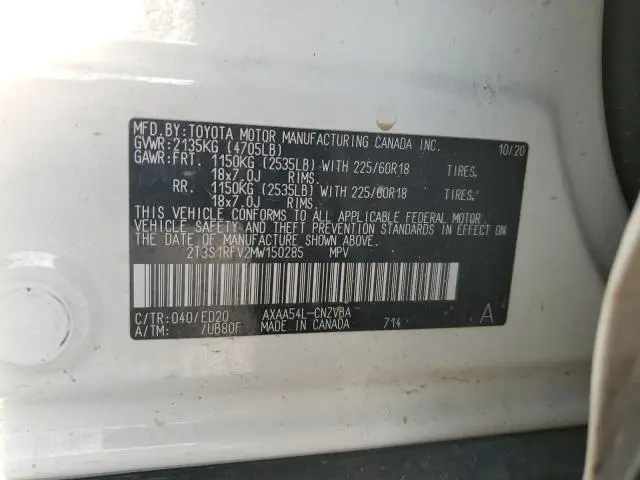 MFD.BY:TOYOTA MOTOR MANUFACTURING CANADA INC. 10/20
GVWR:2135KG (4705LB)
GAWR:FRT. 1150KG (2535LB) WITH 225/60R18 TIRES,
18x7.0J RIMS.
RR. 1150KG (2535LB) WITH 225/60R18 TIRES,
18x7.0J RIMS.
THIS VEHICLE CONFORMS TO ALL APPLICABLE FEDERAL MOTOR
VEHICLE SAFETY AND THEFT PREVENTION STANDARDS IN EFFECT
ON THE DATE OF MANUFACTURE SHOWN ABOVE.
2T3S1RFV2MW150285 MPV
C/TR:040/ED20 AXAA54L-CNZVBA A
A/TM: /UB80F MADE IN CANADA 714